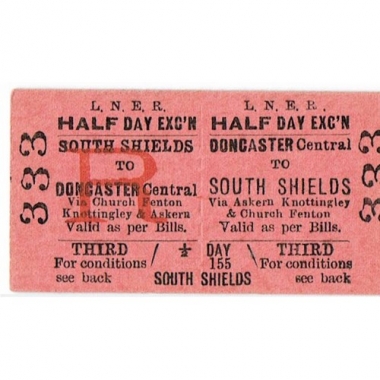 333
L. N. E. R.
HALF DAY EXC'N
SOUTH SHIELDS
TO
DONCASTER Central
Via Church Fenton
Knottingley & Askern
Valid as per Bills.
THIRD / ½
For conditions
see back
R
L. N. E. R.
HALF DAY EXC'N
DONCASTER Central
TO
SOUTH SHIELDS
Via Askern Knottingley
& Church Fenton
Valid as per Bills.
DAY \ THIRD
155 For conditions
see back
SOUTH SHIELDS
333